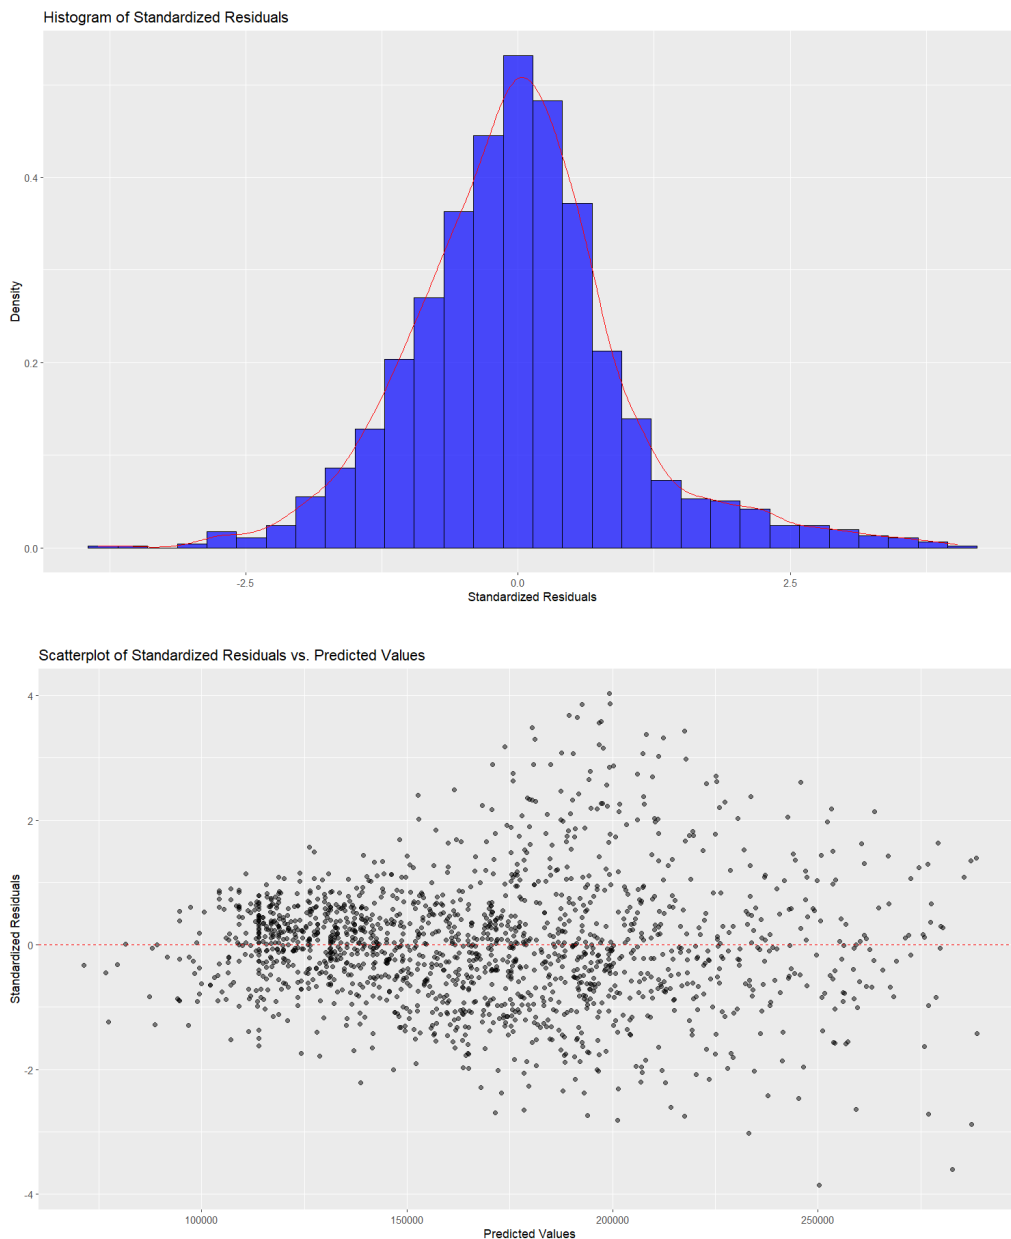 Histogram of Standardized Residuals
Density
0.4
0.2
0.0
-2.5
0.0
2.5
Standardized Residuals
Scatterplot of Standardized Residuals vs. Predicted Values
Standardized Residuals
4
2
0
-2
-4
100000
150000
200000
250000
Predicted Values